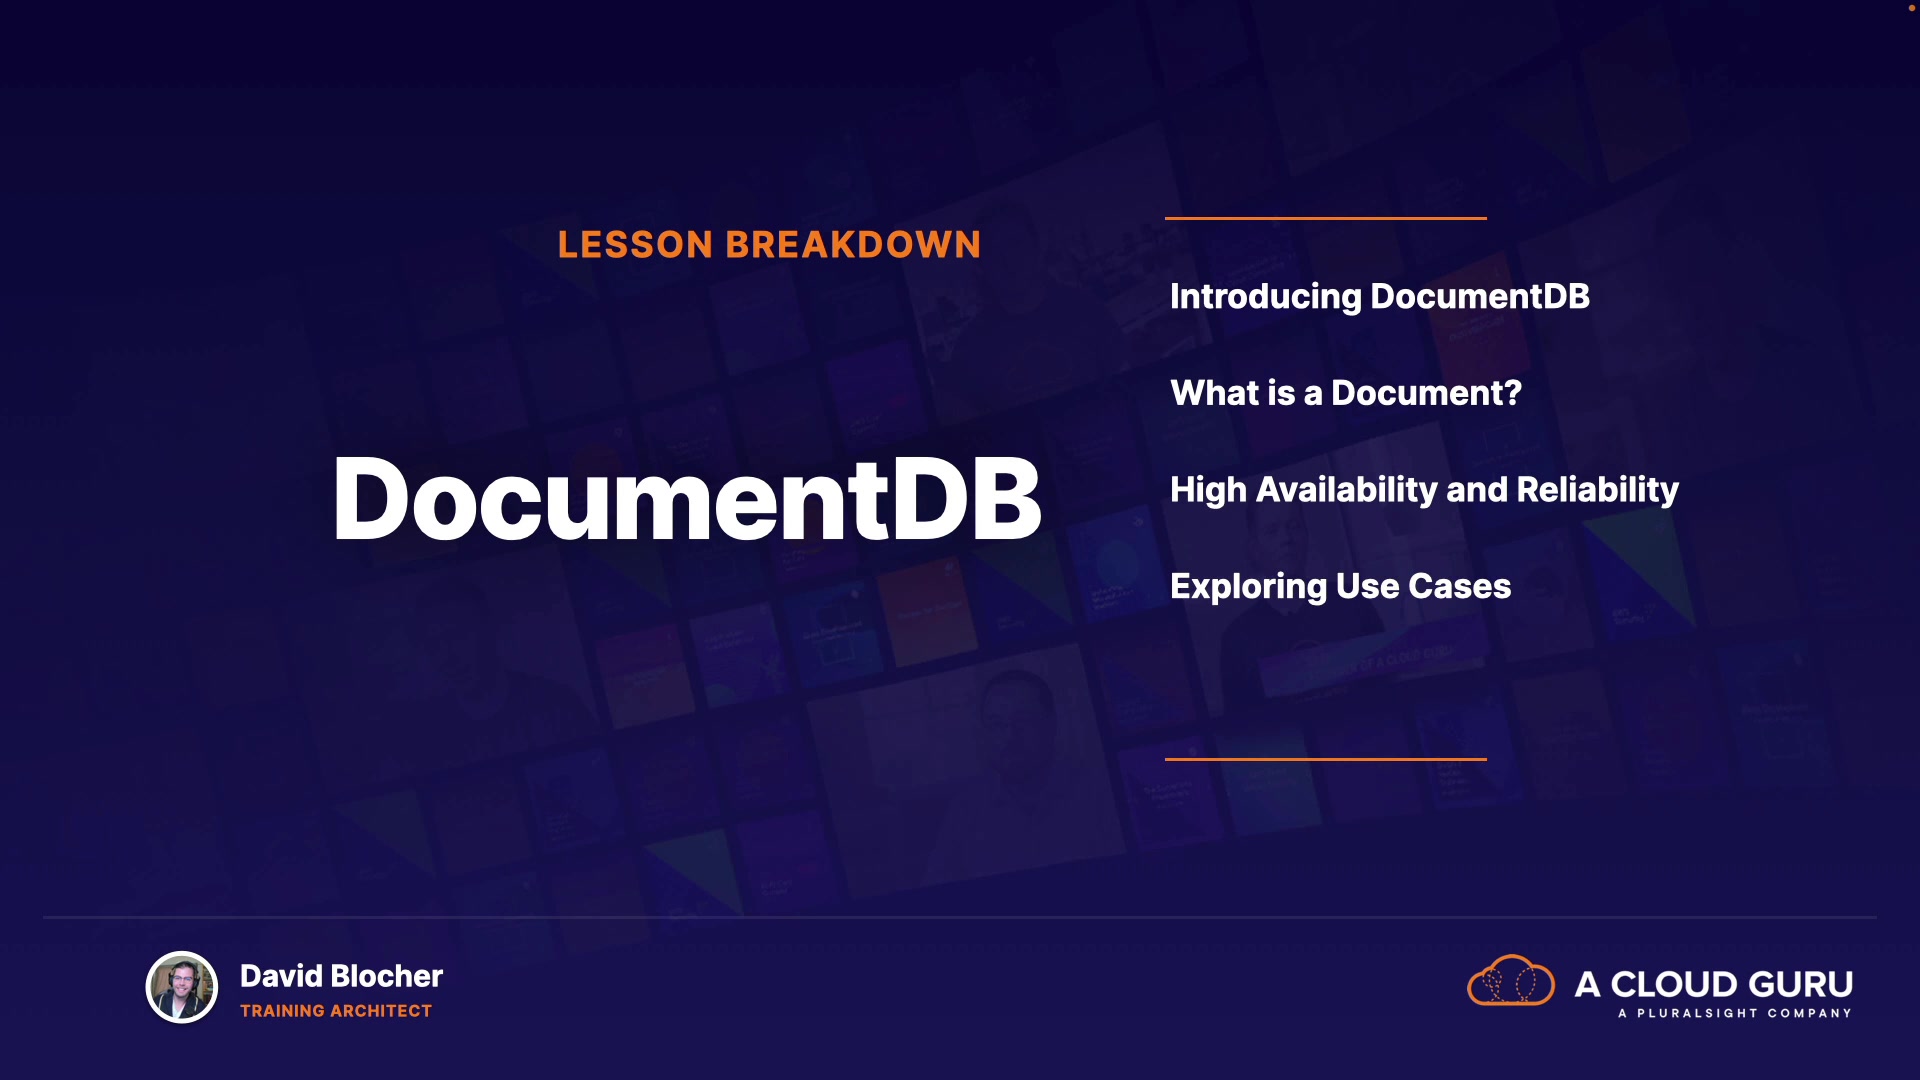 LESSON BREAKDOWN
DocumentDB
Introducing DocumentDB
What is a Document?
High Availability and Reliability
Exploring Use Cases
David Blocher
TRAINING ARCHITECT
A CLOUD GURU
A PLURALSIGHT COMPANY